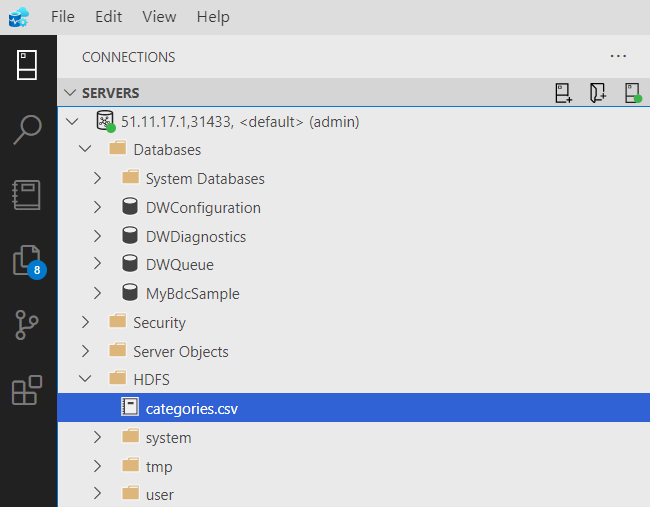 File Edit View Help
CONNECTIONS
SERVERS
51.11.17.1,31433, <default> (admin)
Databases
System Databases
DWConfiguration
DWDiagnostics
DWQueue
8
MyBdcSample
Security
Server Objects
HDFS
categories.csv
system
tmp
user